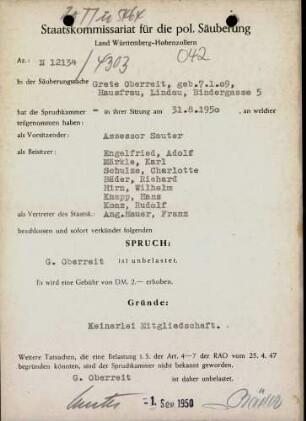 Staatskommissariat für die pol. Säuberung
Land Württemberg-Hohenzollern
042
Az.: N 12134/4303
In der Säuberungssache Grete Oberreit, geb.7.1.09,
Hausfrau, Lindau, Bindergasse 5
hat die Spruchkammer - in ihrer Sitzung am 31.8.1950 , an welcher
teilgenommen haben:
als Vorsitzender: Assessor Sauter
als Beisitzer: Engelfried, Adolf
Märkle, Karl
Schulze, Charlotte
Bäder, Richard
Hirn, Wilhelm
Knapp, Hans
Konz, Rudolf
als Vertreter des Staatsk.: Ang.Hauer, Franz
beschlossen und sofort verkündet folgenden
SPRUCH:
G. Oberreit ist unbelastet.
Es wird eine Gebühr von DM. 2.— erhoben.
Gründe:
Keinerlei Mitgliedschaft.
Weitere Tatsachen, die eine Belastung i. S. der Art. 4—7 der RAO vom 25. 4. 47
begründen könnten, sind der Spruchkammer nicht bekannt geworden.
G. Oberreit ist daher unbelastet.
-1. Sep. 1950